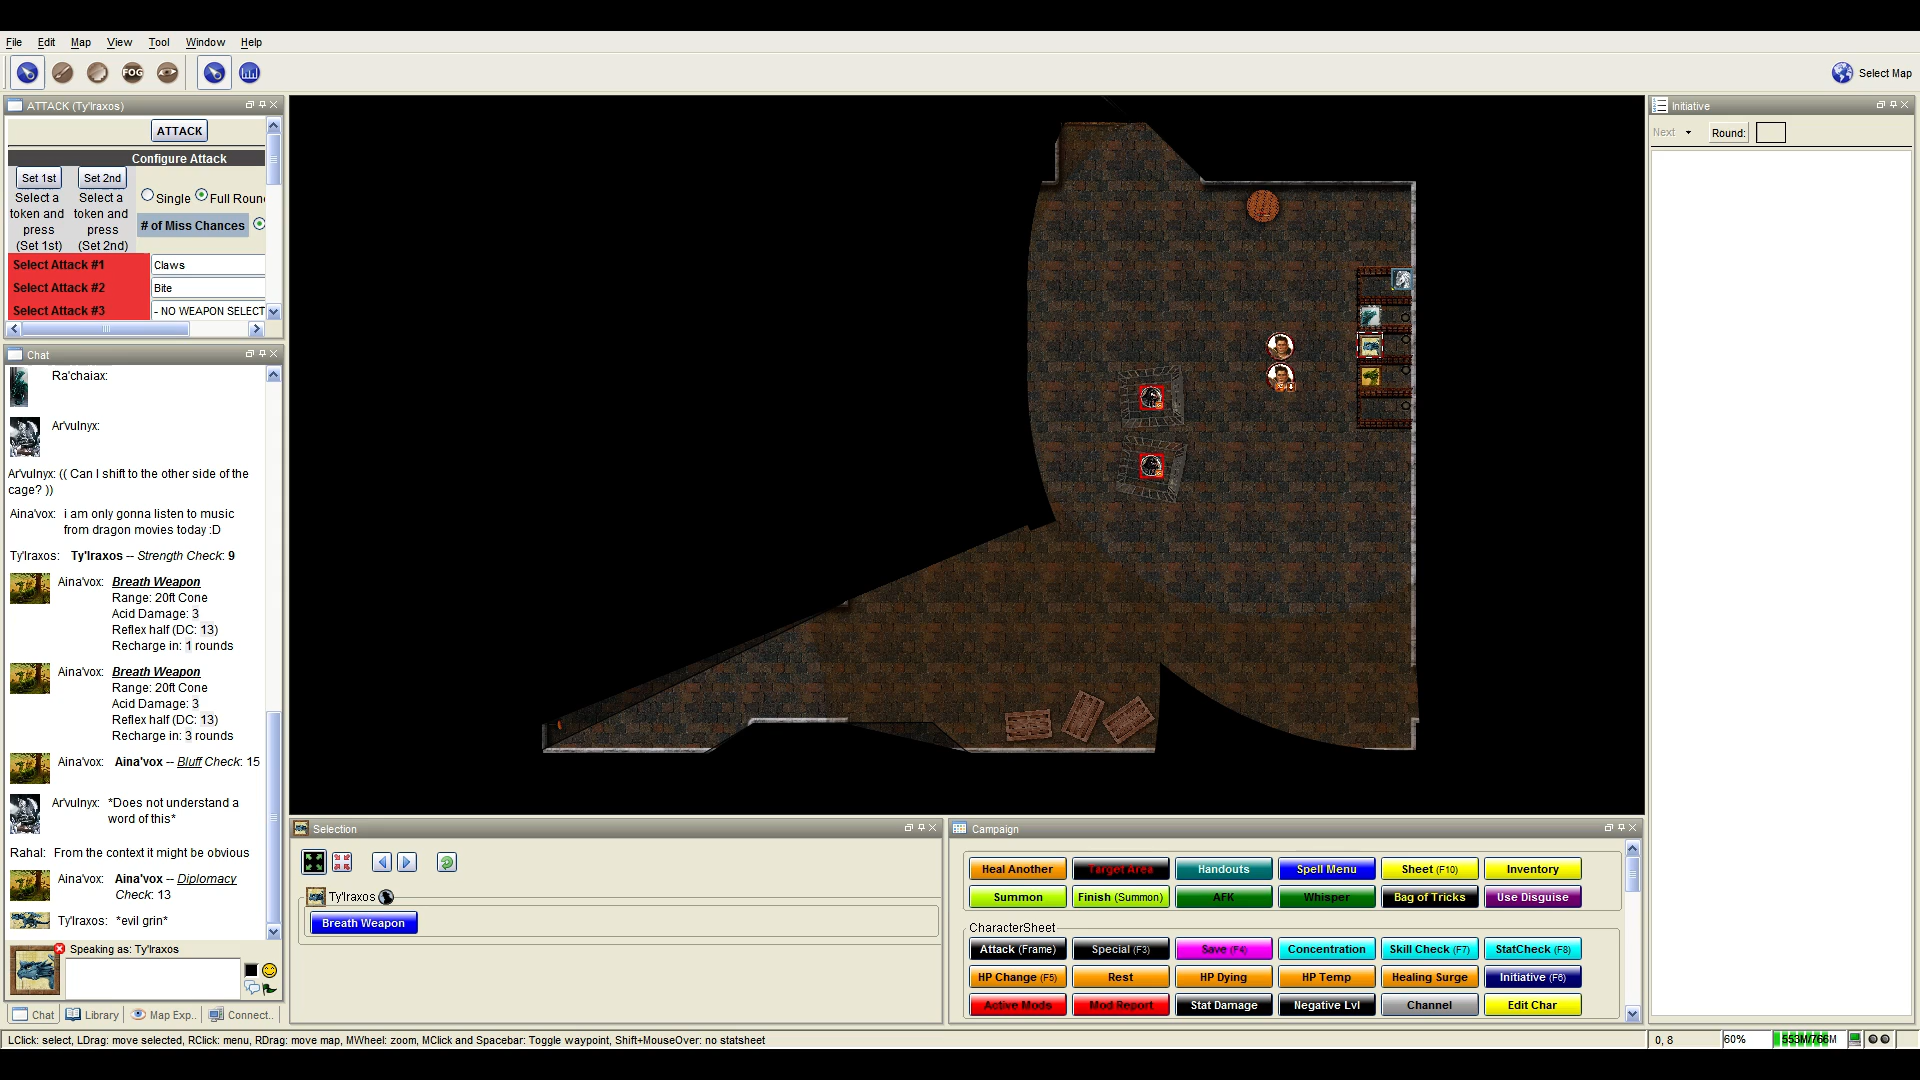 File Edit Map View Tool Window Help
FOG
Select Map
ATTACK (Ty'Iraxos)
ATTACK
Configure Attack
Set 1st Set 2nd
Select a token and press (Set 1st)
Select a token and press (Set 2nd)
Single Full Roun
# of Miss Chances
Select Attack #1 Claws
Select Attack #2 Bite
Select Attack #3 - NO WEAPON SELECT
Chat
Ra'chaiax:
Ar'vulnyx:
Ar'vulnyx: (( Can I shift to the other side of the
cage? ))
Aina'vox: i am only gonna listen to music
from dragon movies today :D
Ty'Iraxos: Ty'Iraxos -- Strength Check: 9
Aina'vox: Breath Weapon
Range: 20ft Cone
Acid Damage: 3
Reflex half (DC: 13)
Recharge in: 1 rounds
Aina'vox: Breath Weapon
Range: 20ft Cone
Acid Damage: 3
Reflex half (DC: 13)
Recharge in: 3 rounds
Aina'vox: Aina'vox -- Bluff Check: 15
Ar'vulnyx: *Does not understand a
word of this*
Rahal: From the context it might be obvious
Aina'vox: Aina'vox -- Diplomacy
Check: 13
Ty'Iraxos: *evil grin*
Speaking as: Ty'Iraxos
Chat Library Map Exp.. Connect..
Selection
Ty'Iraxos
Breath Weapon
Campaign
Heal Another Target Area Handouts Spell Menu Sheet (F10) Inventory
Summon Finish (Summon) AFK Whisper Bag of Tricks Use Disguise
CharacterSheet
Attack (Frame) Special (F3) Save (F4) Concentration Skill Check (F7) StatCheck (F8)
HP Change (F5) Rest HP Dying HP Temp Healing Surge Initiative (F6)
Active Mods Mod Report Stat Damage Negative Lvl Channel Edit Char
Initiative
Next Round:
LClick: select, LDrag: move selected, RClick: menu, RDrag: move map, MWheel: zoom, MClick and Spacebar: Toggle waypoint, Shift+MouseOver: no statsheet
0, 8 60% 553M/766M